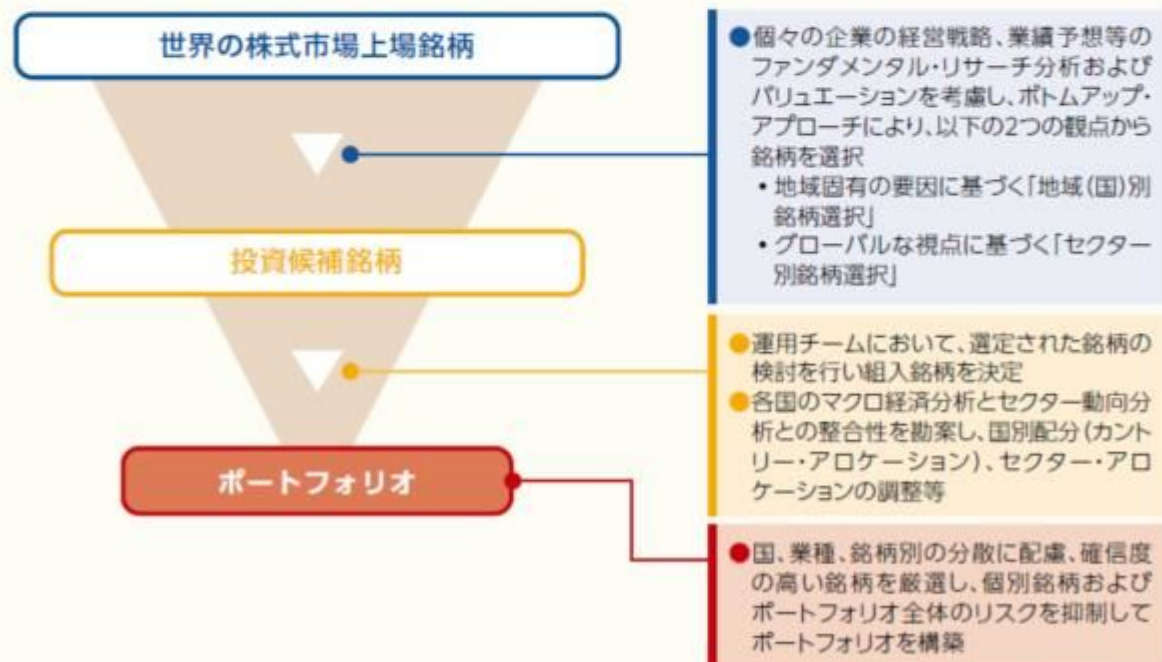 世界の株式市場上場銘柄
●個々の企業の経営戦略、業績予想等の
ファンダメンタル・リサーチ分析および
バリュエーションを考慮し、ボトムアップ・
アプローチにより、以下の2つの観点から
銘柄を選択
• 地域固有の要因に基づく「地域(国)別
銘柄選択」
• グローバルな視点に基づく「セクター
別銘柄選択」
投資候補銘柄
●運用チームにおいて、選定された銘柄の
検討を行い組入銘柄を決定
●各国のマクロ経済分析とセクター動向分
析との整合性を勘案し、国別配分(カント
リー・アロケーション)、セクター・アロ
ケーションの調整等
ポートフォリオ
●国、業種、銘柄別の分散に配慮、確信度
の高い銘柄を厳選し、個別銘柄および
ポートフォリオ全体のリスクを抑制して
ポートフォリオを構築